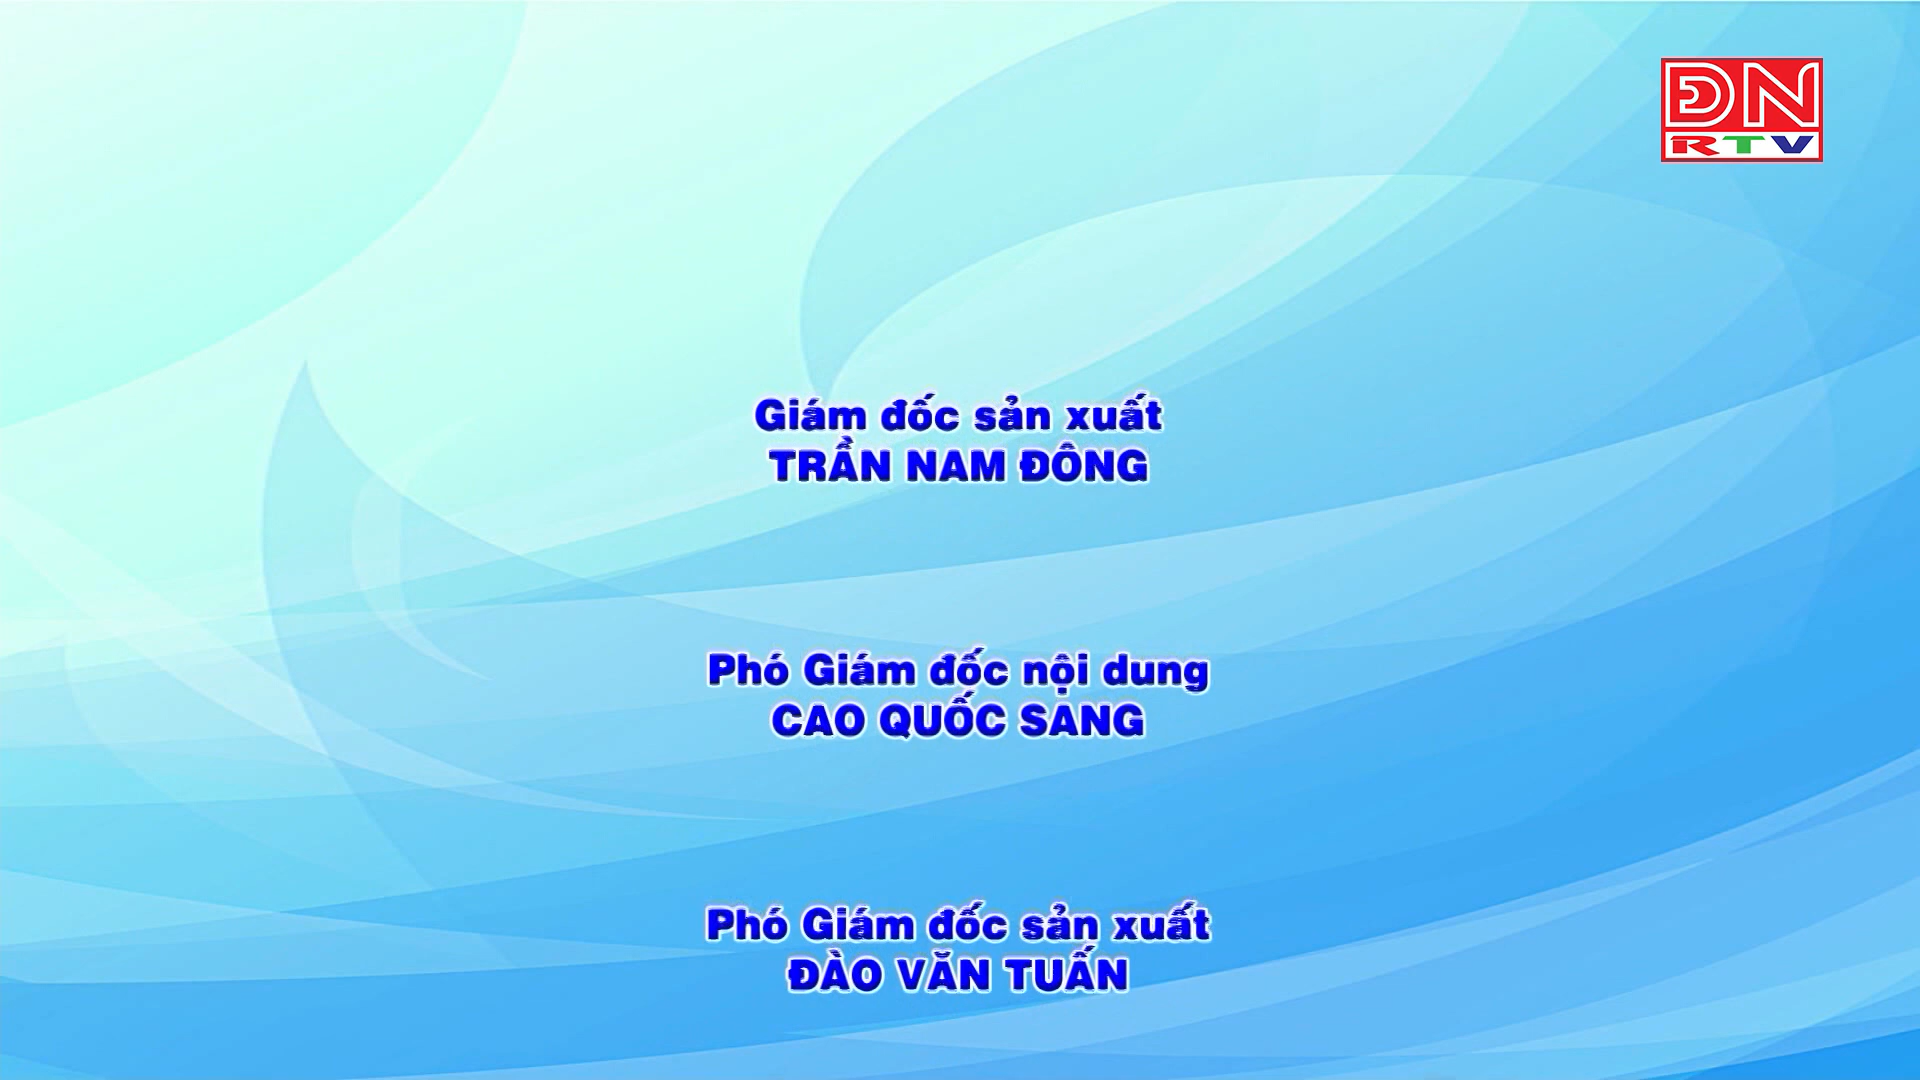 ĐN
RTV
Giám đốc sản xuất
TRẦN NAM ĐÔNG
Phó Giám đốc nội dung
CAO QUỐC SANG
Phó Giám đốc sản xuất
ĐÀO VĂN TUẤN